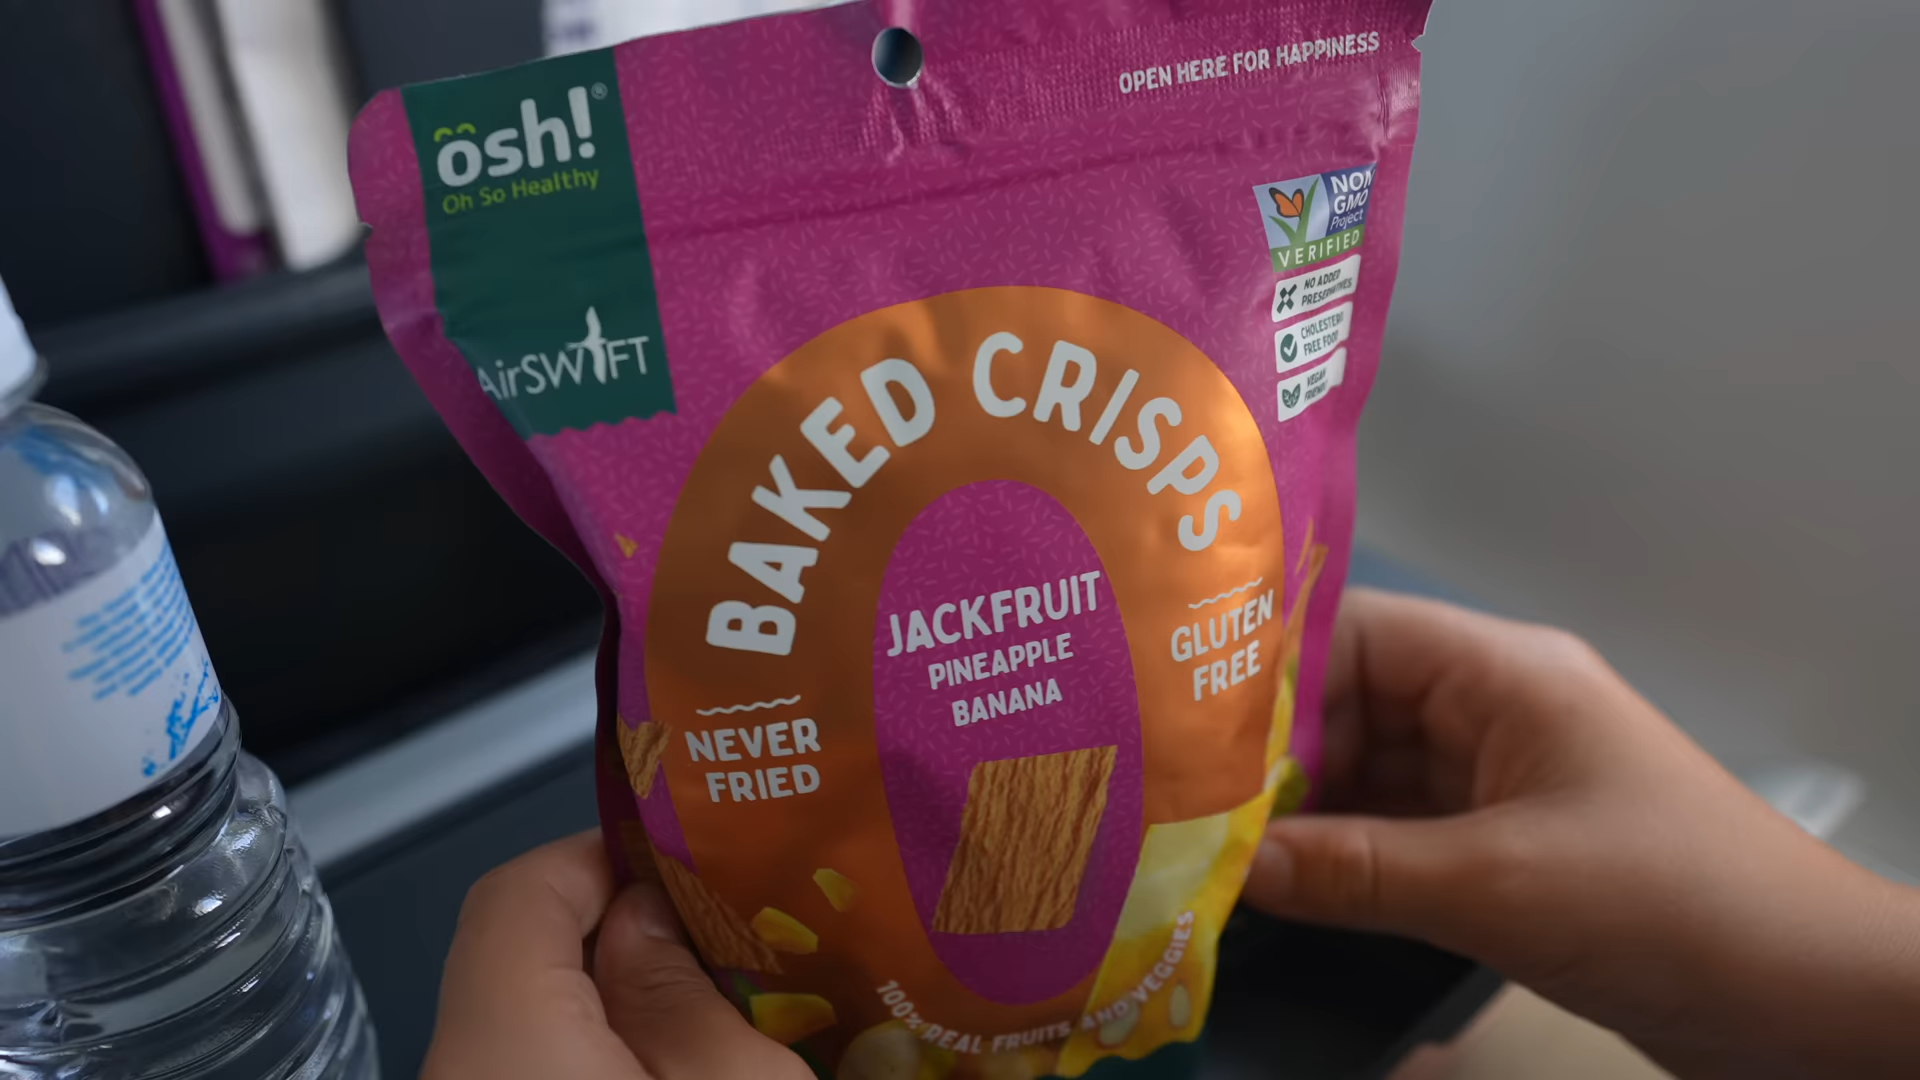 ösh!®
Oh So Healthy
AirSWIFT
OPEN HERE FOR HAPPINESS
NON
GMO
Project
VERIFIED
NO ADDED
PRESERVATIVES
CHOLESTEROL
FREE FOOD
VEGAN
FRIENDLY
BAKED CRISPS
JACKFRUIT
PINEAPPLE
BANANA
NEVER
FRIED
GLUTEN
FREE
100% REAL FRUITS AND VEGGIES